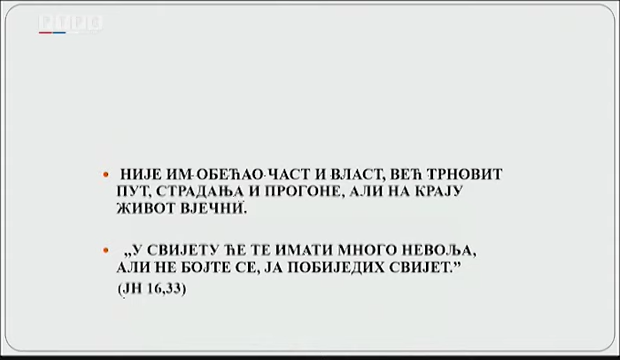 НИЈЕ ИМ ОБЕЋАО ЧАСТ И ВЛАСТ, ВЕЋ ТРНОВИТ
ПУТ, СТРАДАЊА И ПРОГОНЕ, АЛИ НА КРАЈУ
ЖИВОТ ВЈЕЧНИ.
„У СВИЈЕТУ ЋЕ ТЕ ИМАТИ МНОГО НЕВОЉА,
АЛИ НЕ БОЈТЕ СЕ, ЈА ПОБИЈЕДИХ СВИЈЕТ.”
(ЈН 16,33)